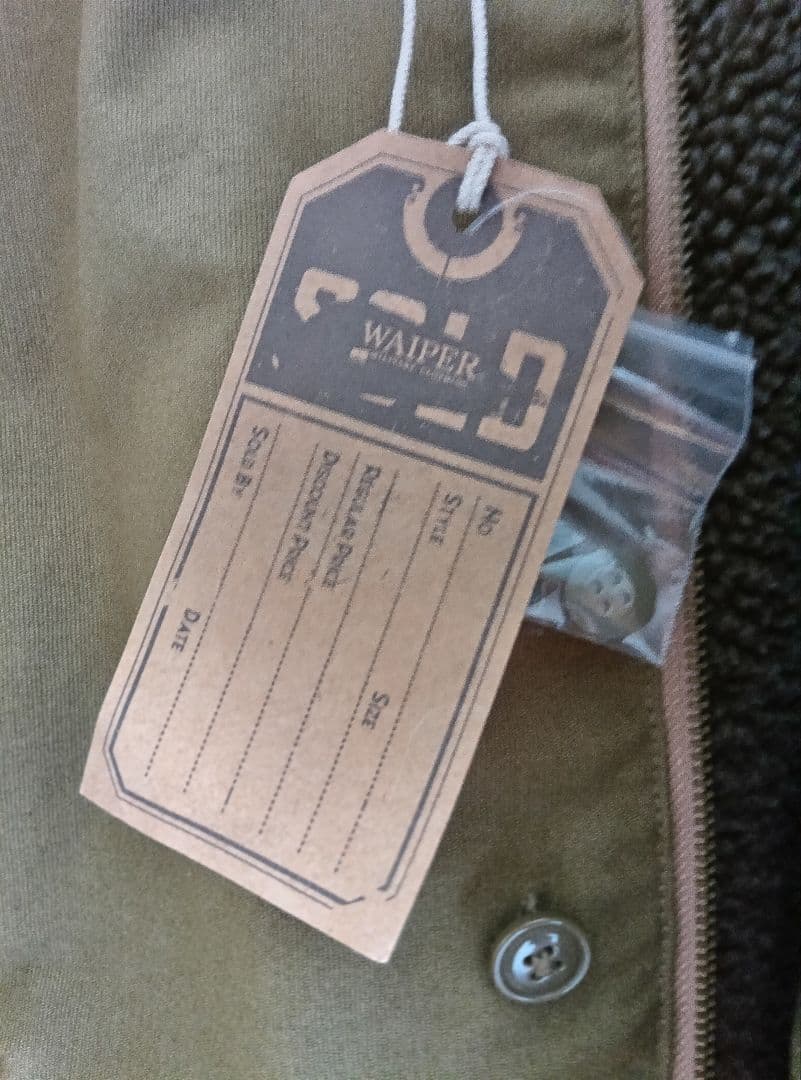 SOLD
WAIPER
MILITARY CLOTHING
NO
STYLE SIZE
REGULAR PRICE
DISCOUNT PRICE
SOLD BY DATE